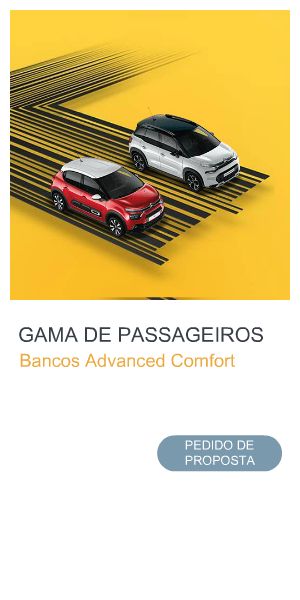 GAMA DE PASSAGEIROS
Bancos Advanced Comfort
PEDIDO DE
PROPOSTA